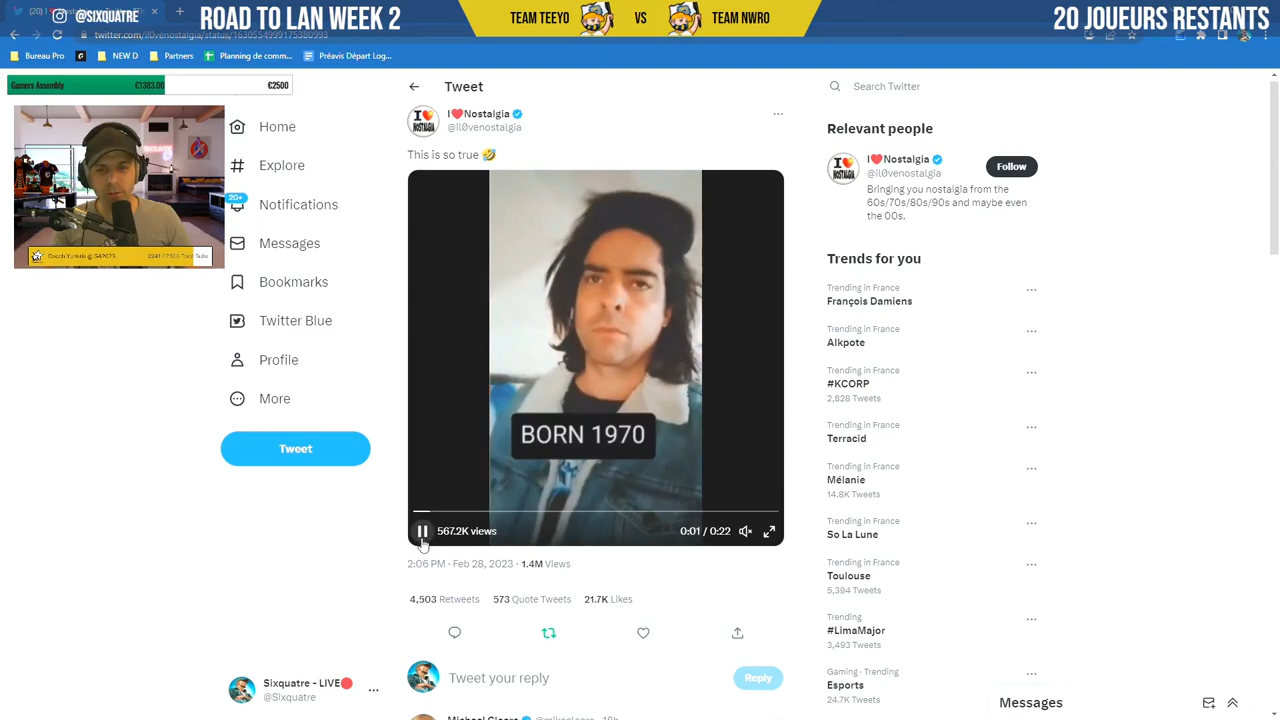 @SIXQUATRE
ROAD TO LAN WEEK 2
TEAM TEEYO
VS
TEAM NWRO
20 JOUEURS RESTANTS
twitter.com/il0venostalgia/status/1630554999175380993
Bureau Pro
NEW D
Partners
Planning de comm...
Préavis Départ Log...
Gamers Assembly
€1383.00
€2500
Home
Explore
20+
Notifications
Messages
Bookmarks
Twitter Blue
Profile
More
Tweet
Sixquatre - LIVE🔴
@Sixquatre
Tweet
I❤️Nostalgia
@il0venostalgia
This is so true 🤣
BORN 1970
567.2K views
0:01 / 0:22
2:06 PM · Feb 28, 2023 · 1.4M Views
4,503 Retweets 573 Quote Tweets 21.7K Likes
Tweet your reply
Reply
Search Twitter
Relevant people
I❤️Nostalgia
@il0venostalgia
Follow
Bringing you nostalgia from the
60s/70s/80s/90s and maybe even
the 00s.
Trends for you
Trending in France
François Damiens
Trending in France
Alkpote
Trending in France
#KCORP
2,828 Tweets
Trending in France
Terracid
Trending in France
Mélanie
14.8K Tweets
Trending in France
So La Lune
Trending in France
Toulouse
5,394 Tweets
Trending
#LimaMajor
3,493 Tweets
Gaming · Trending
Esports
24.7K Tweets
Messages